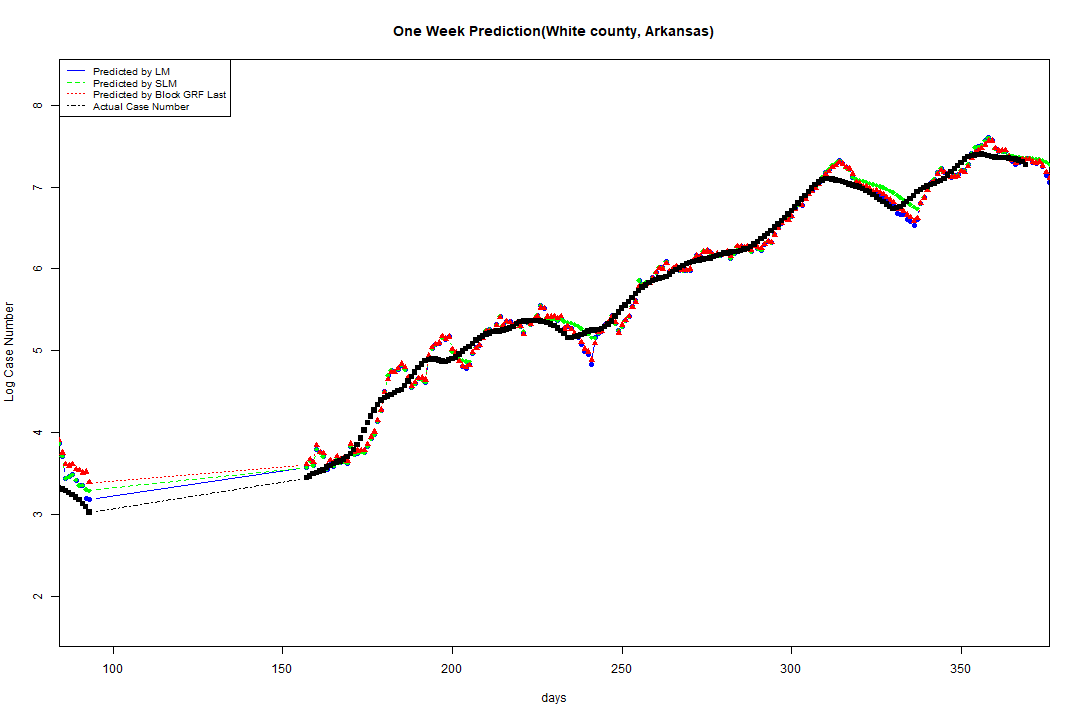 One Week Prediction(White county, Arkansas)
Predicted by LM
Predicted by SLM
Predicted by Block GRF Last
Actual Case Number
Log Case Number
8
7
6
5
4
3
2
100 150 200 250 300 350
days